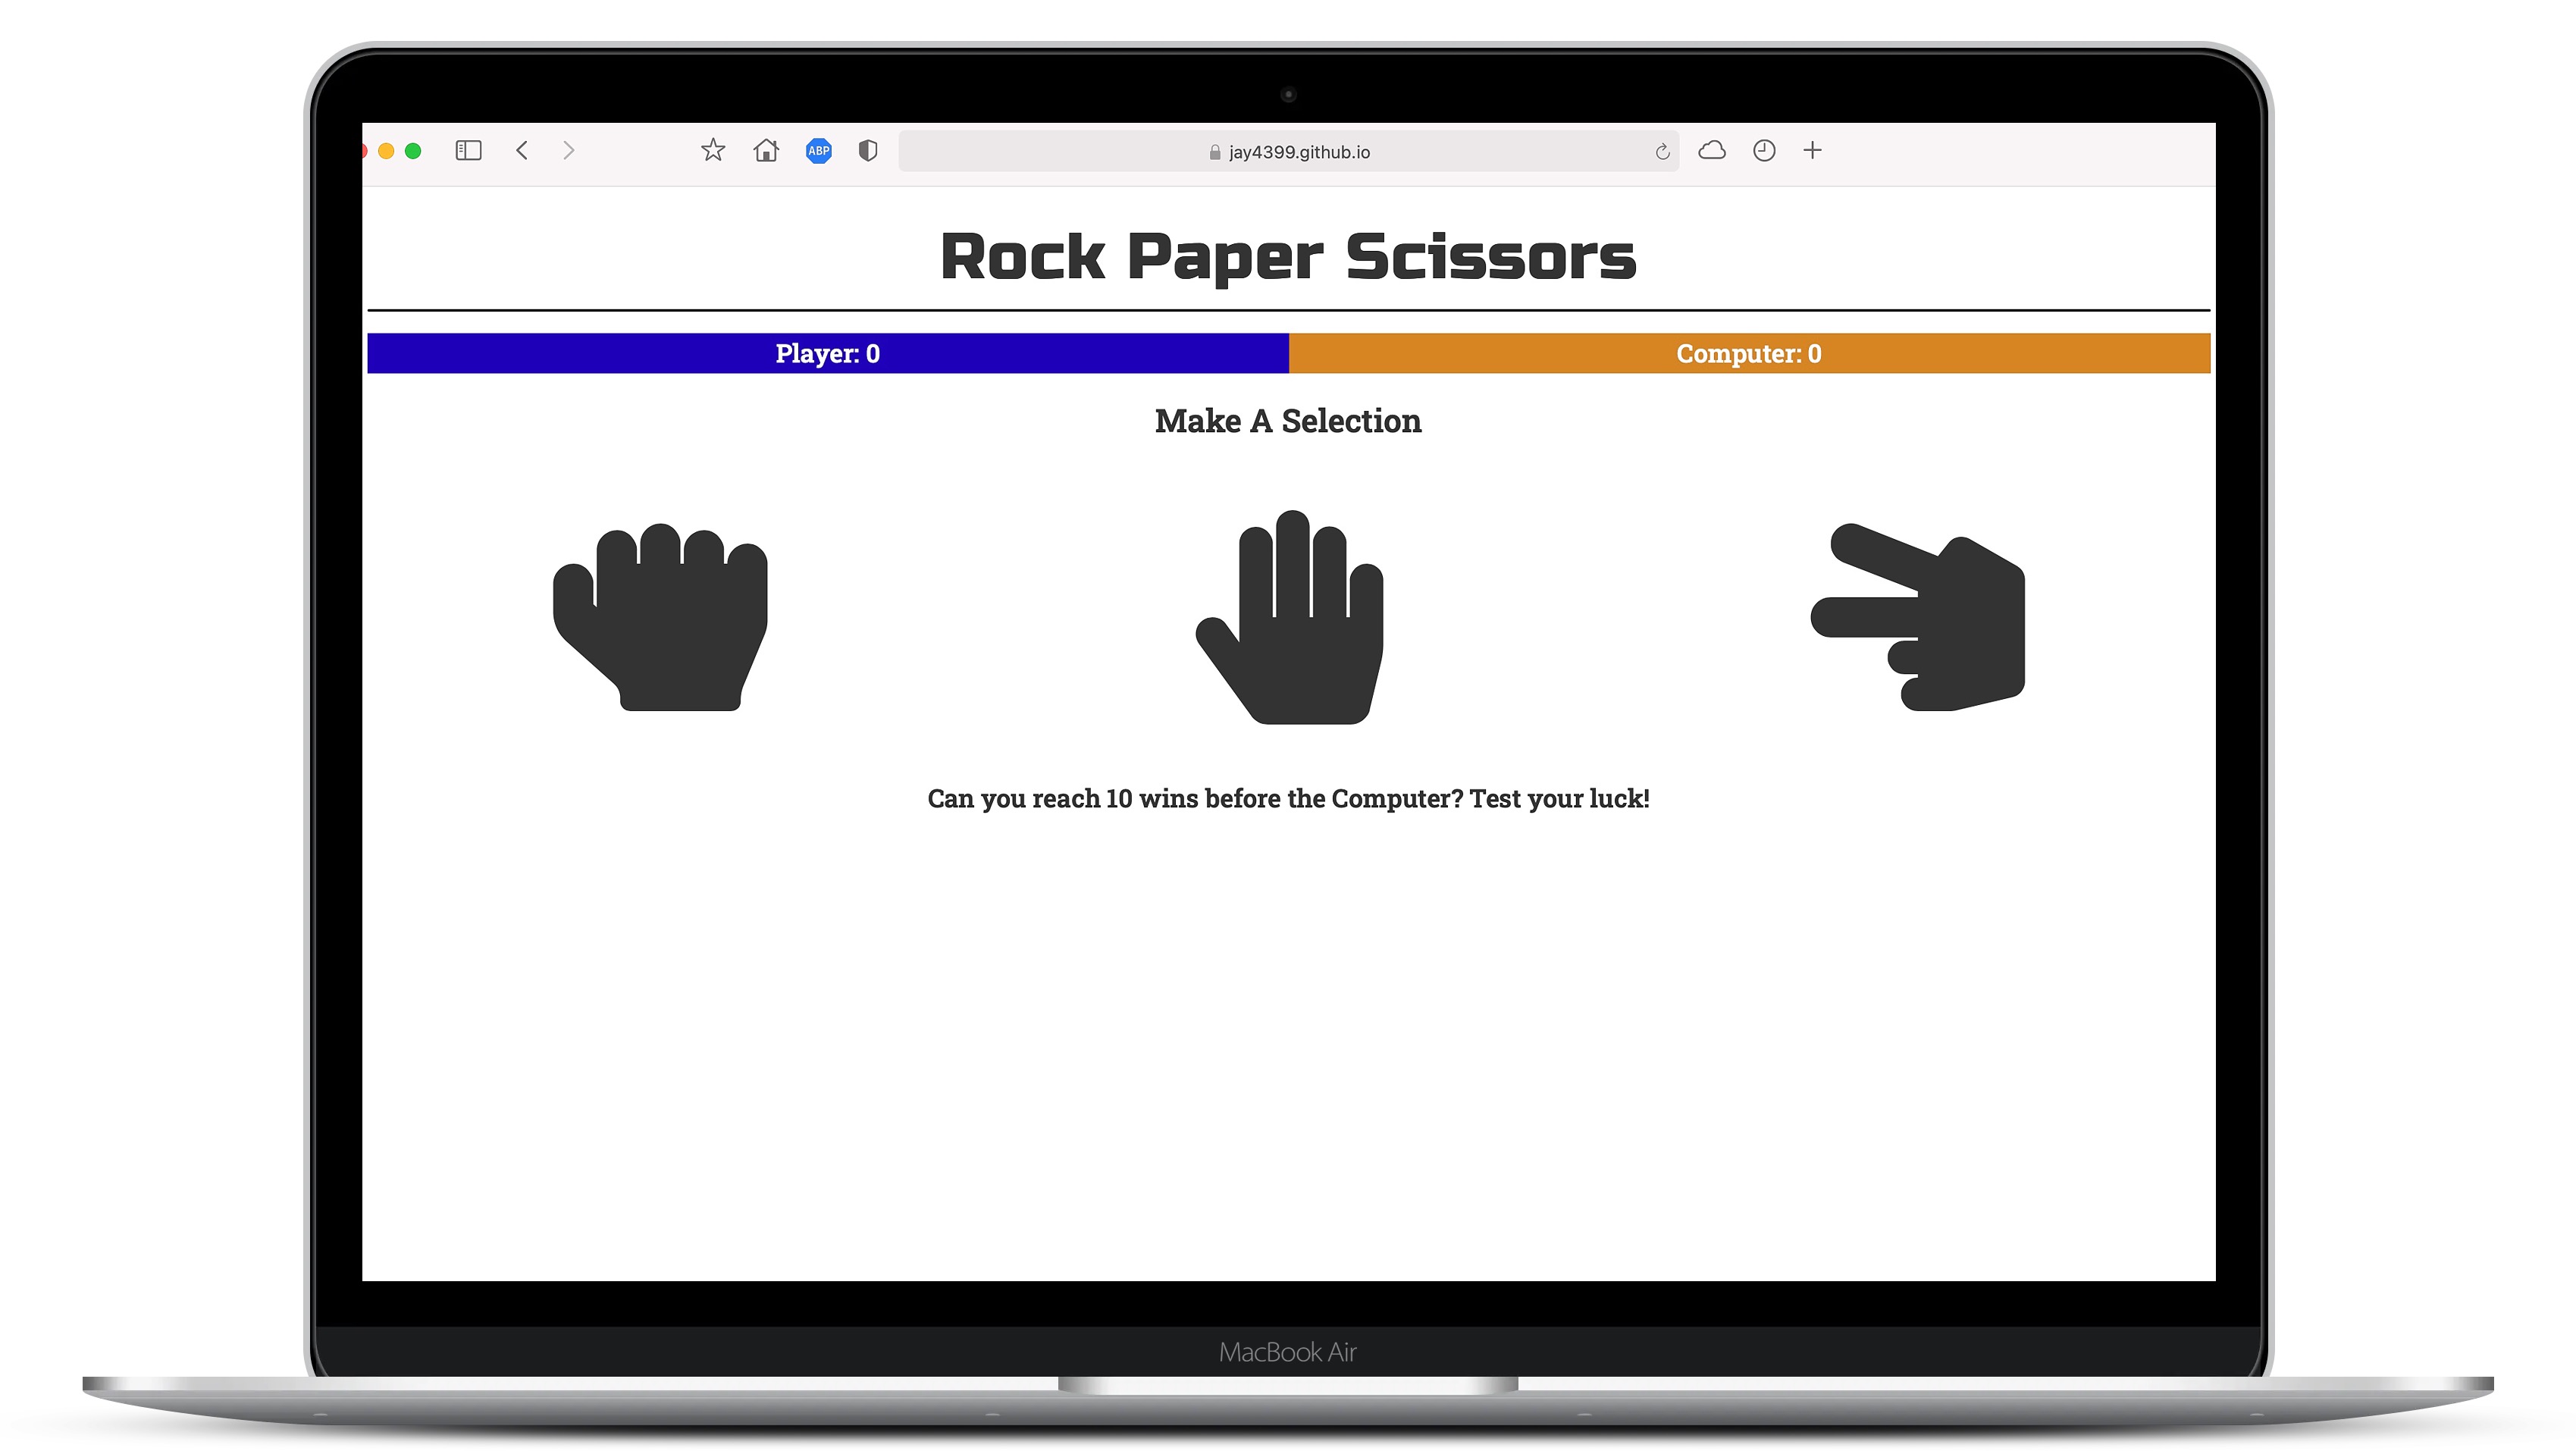 ABP
jay4399.github.io
Rock Paper Scissors
Player: 0
Computer: 0
Make A Selection
Can you reach 10 wins before the Computer? Test your luck!
MacBook Air